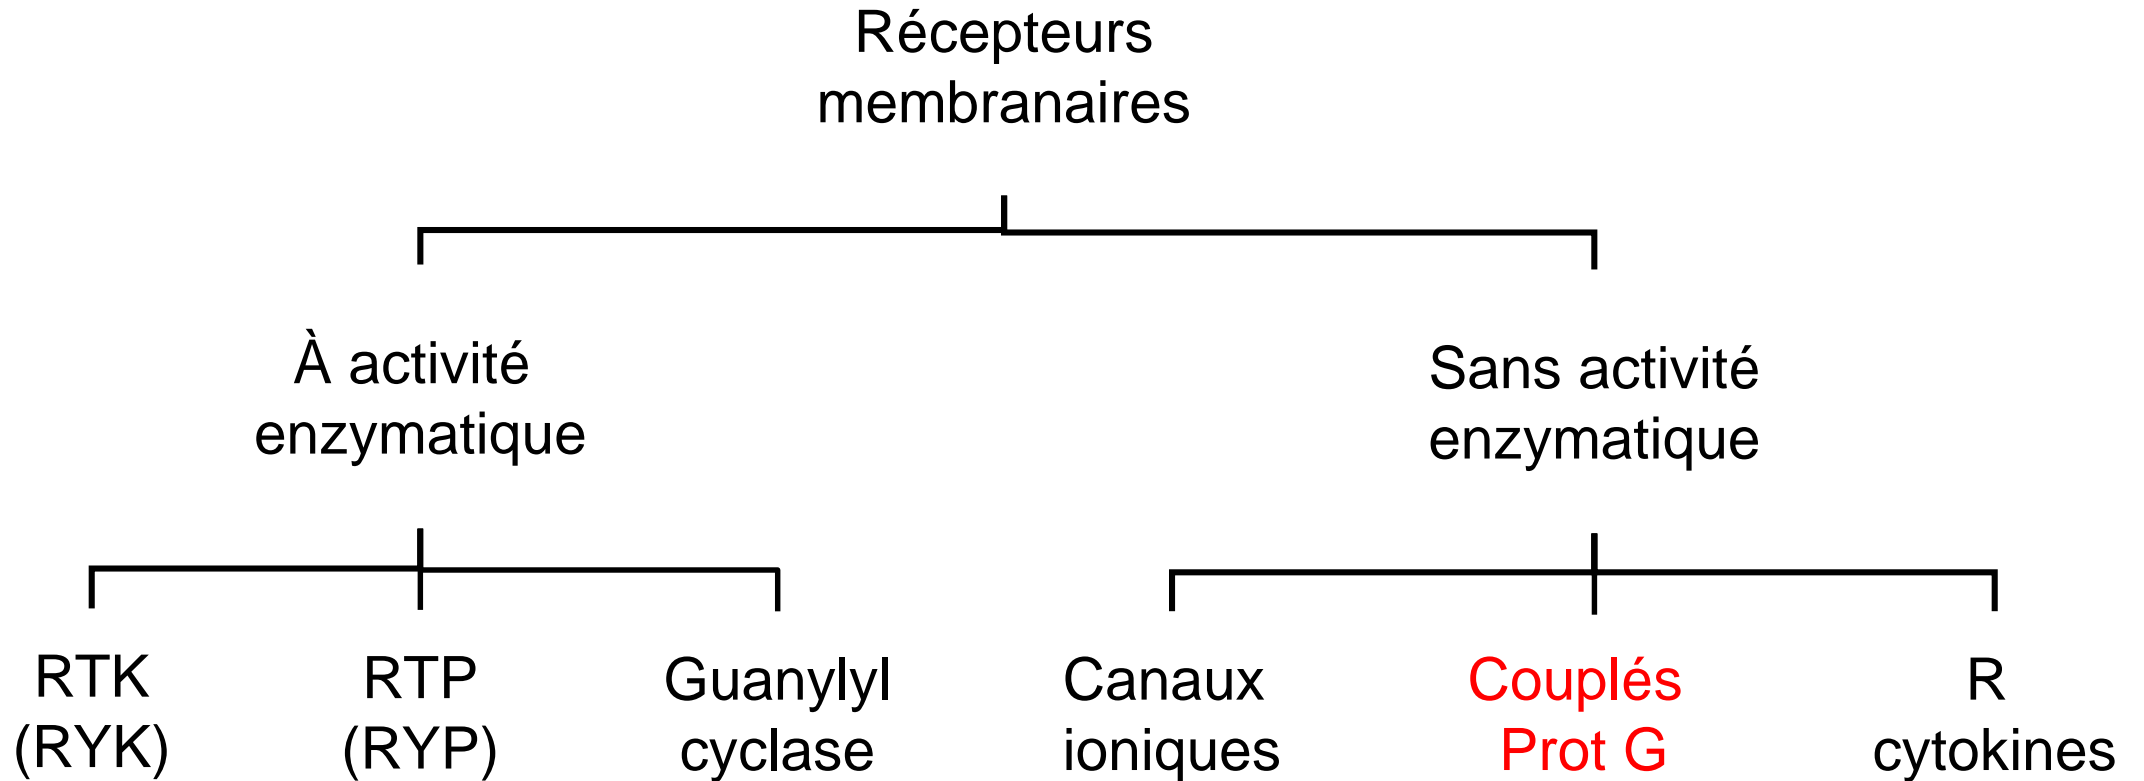 Récepteurs
membranaires
À activité
enzymatique
Sans activité
enzymatique
RTK
(RYK)
RTP
(RYP)
Guanylyl
cyclase
Canaux
ioniques
Couplés
Prot G
R
cytokines